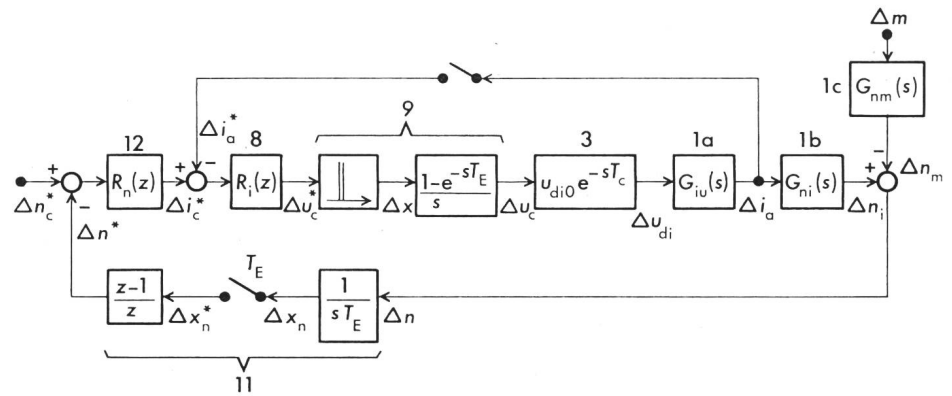 Δm
1c
G_nm(s)
Δi_a*
9
12
8
3
1a
1b
Δn_m
+
−
+
−
−
+
R_n(z)
R_i(z)
1−e^−sT_E
s
u_di0 e^−sT_c
G_iu(s)
G_ni(s)
Δn_c*
Δi_c*
Δu_c*
Δx
Δu_c
Δu_di
Δi_a
Δn_i
−
Δn*
T_E
z−1
z
1
sT_E
Δx_n*
Δx_n
Δn
11